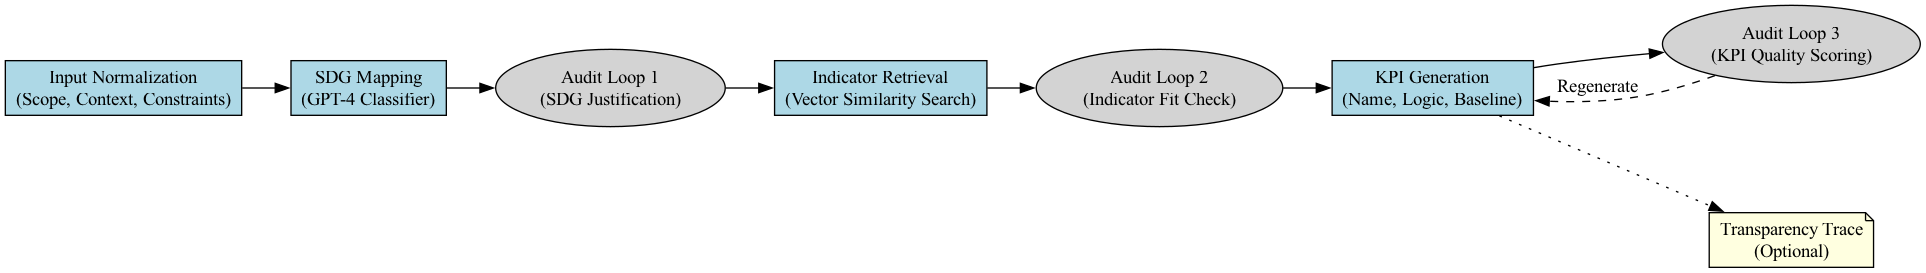 Input Normalization
(Scope, Context, Constraints)
SDG Mapping
(GPT-4 Classifier)
Audit Loop 1
(SDG Justification)
Indicator Retrieval
(Vector Similarity Search)
Audit Loop 2
(Indicator Fit Check)
KPI Generation
(Name, Logic, Baseline)
Audit Loop 3
(KPI Quality Scoring)
Regenerate
Transparency Trace
(Optional)